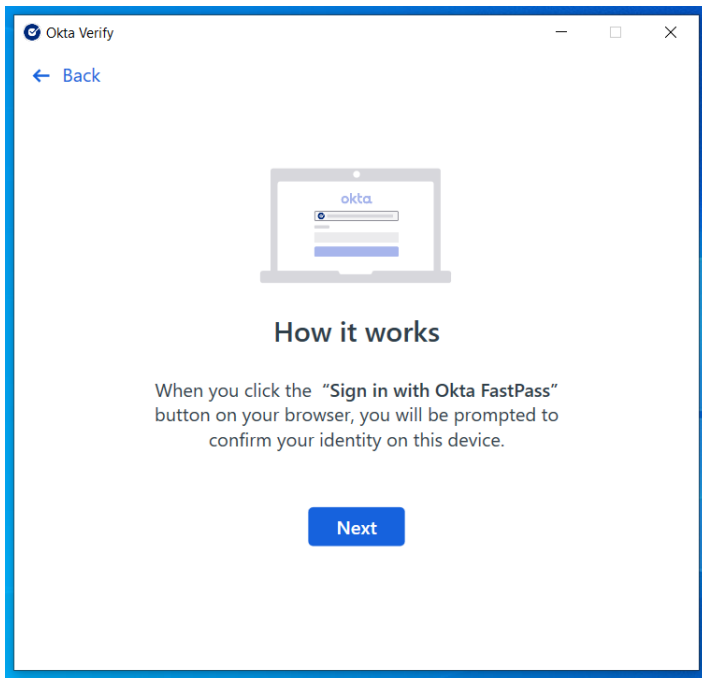 Okta Verify
Back
okta
How it works
When you click the “Sign in with Okta FastPass”
button on your browser, you will be prompted to
confirm your identity on this device.
Next